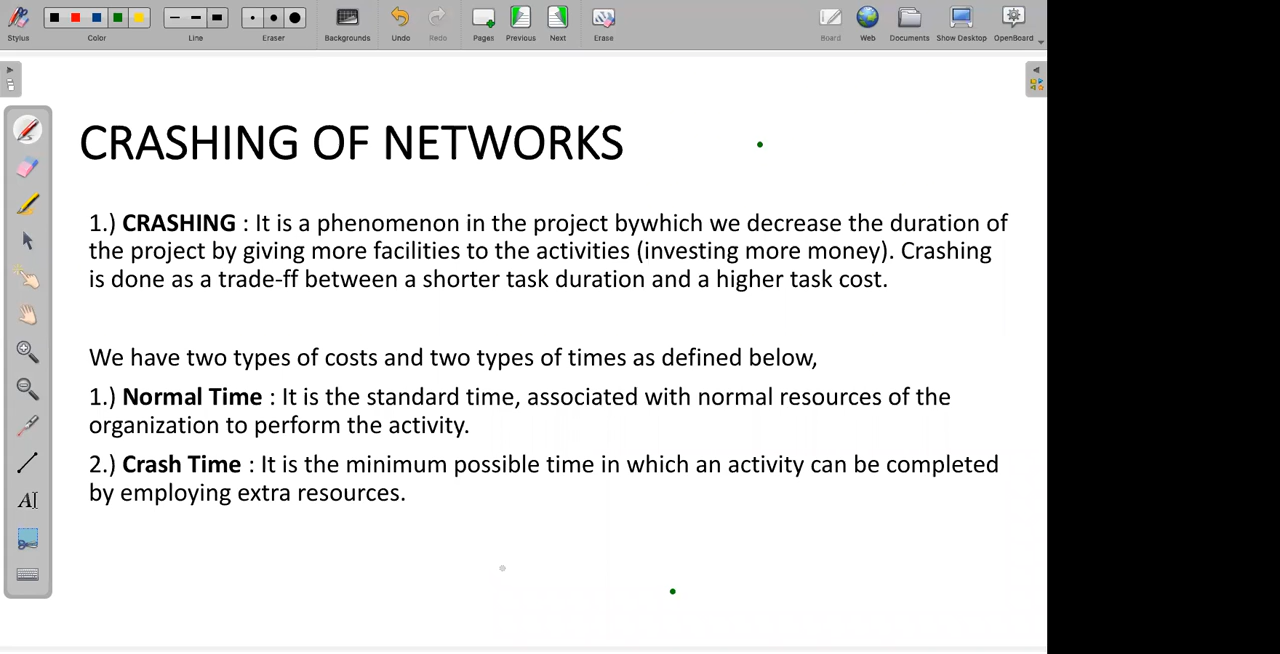 Stylus Color Line Eraser Backgrounds Undo Redo Pages Previous Next Erase Board Web Documents Show Desktop OpenBoard
CRASHING OF NETWORKS
1.) CRASHING : It is a phenomenon in the project bywhich we decrease the duration of
the project by giving more facilities to the activities (investing more money). Crashing
is done as a trade-ff between a shorter task duration and a higher task cost.
We have two types of costs and two types of times as defined below,
1.) Normal Time : It is the standard time, associated with normal resources of the
organization to perform the activity.
2.) Crash Time : It is the minimum possible time in which an activity can be completed
by employing extra resources.